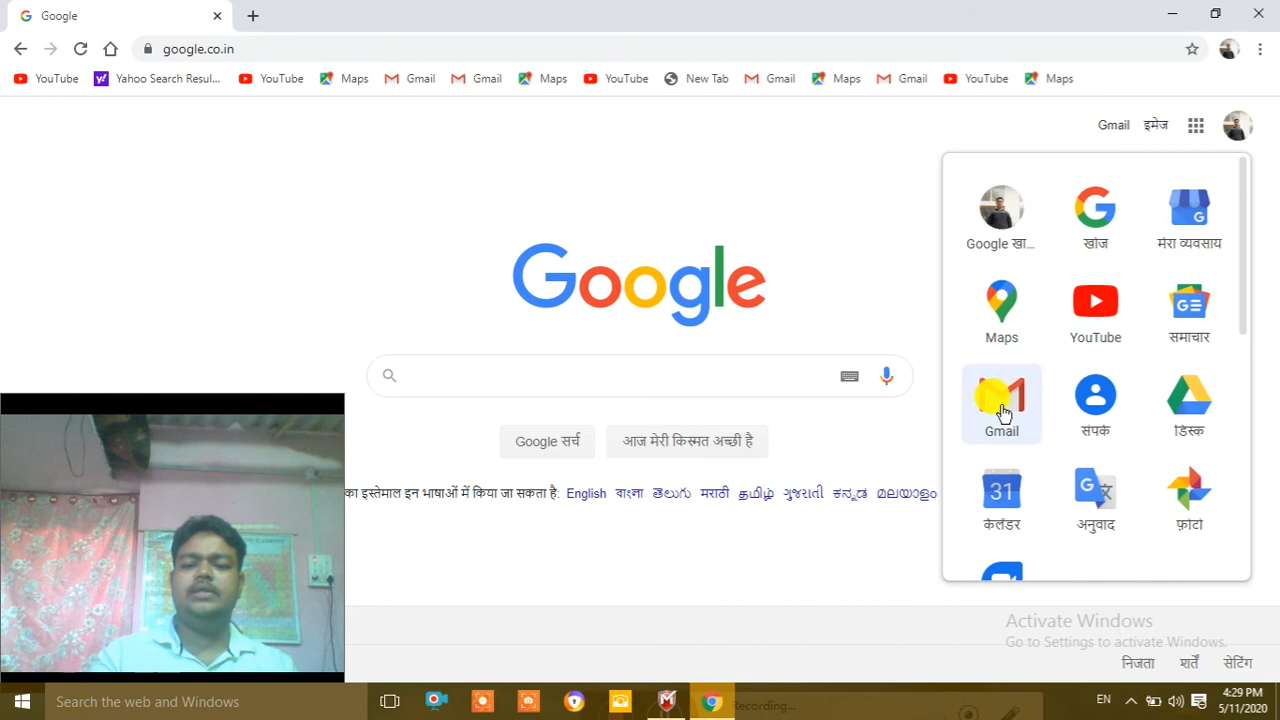 Google
google.co.in
YouTube Yahoo Search Resul... YouTube Maps Gmail Gmail Maps YouTube New Tab Gmail Maps Gmail YouTube Maps
Gmail इमेज
Google खा... खोज मेरा व्यवसाय
Maps YouTube समाचार
Gmail संपर्क डिस्क
31
कैलेंडर अनुवाद फ़ोटो
Google
Google सर्च आज मेरी किस्मत अच्छी है
का इस्तेमाल इन भाषाओं में किया जा सकता है: English বাংলা తెలుగు मराठी தமிழ் ગુજરાતી ಕನ್ನಡ മലയാളം
Activate Windows
Go to Settings to activate Windows.
निजता शर्तें सेटिंग
Search the web and Windows
Recording...
EN
4:29 PM
5/11/2020